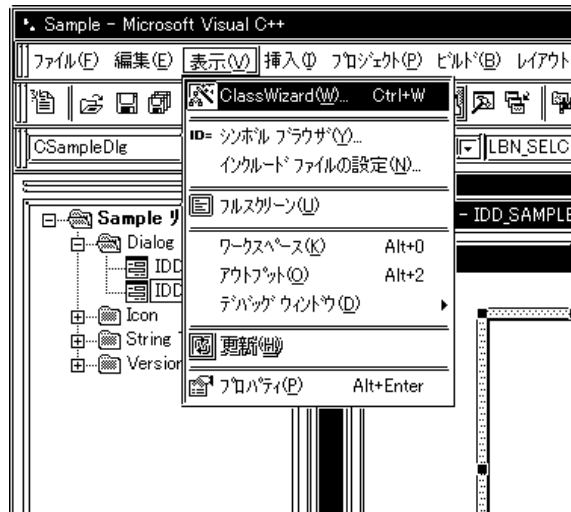 Sample - Microsoft Visual C++
ファイル(F) 編集(E) 表示(V) 挿入(I) プロジェクト(P) ビルド(B) レイアウト
CSampleDlg
LBN_SELC
ClassWizard(W)... Ctrl+W
ID= シンボル ブラウザ(Y)...
インクルード ファイルの設定(N)...
フルスクリーン(U)
ワークスペース(K) Alt+0
アウトプット(O) Alt+2
デバッグ ウィンドウ(D)
更新(H)
プロパティ(P) Alt+Enter
- IDD_SAMPLE
Sample リ
Dialog
IDD
IDD
Icon
String
Version